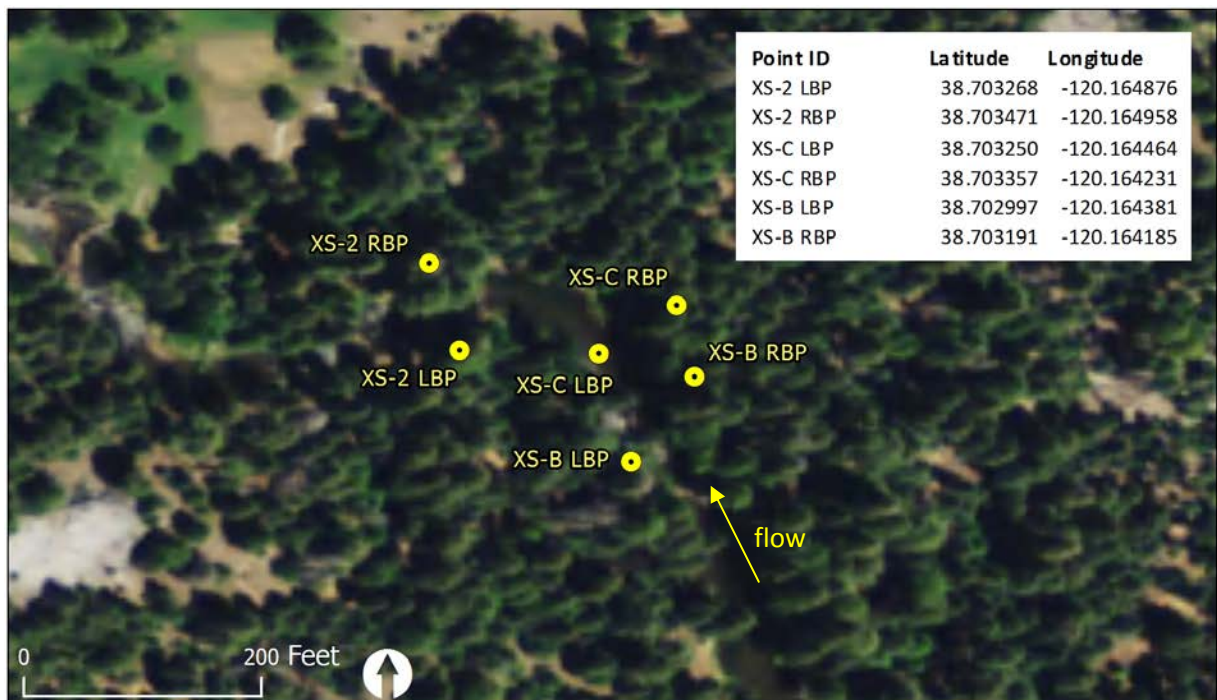 Point ID Latitude Longitude
XS-2 LBP 38.703268 -120.164876
XS-2 RBP 38.703471 -120.164958
XS-C LBP 38.703250 -120.164464
XS-C RBP 38.703357 -120.164231
XS-B LBP 38.702997 -120.164381
XS-B RBP 38.703191 -120.164185
XS-2 RBP
XS-C RBP
XS-B RBP
XS-2 LBP
XS-C LBP
XS-B LBP
flow
0 200 Feet